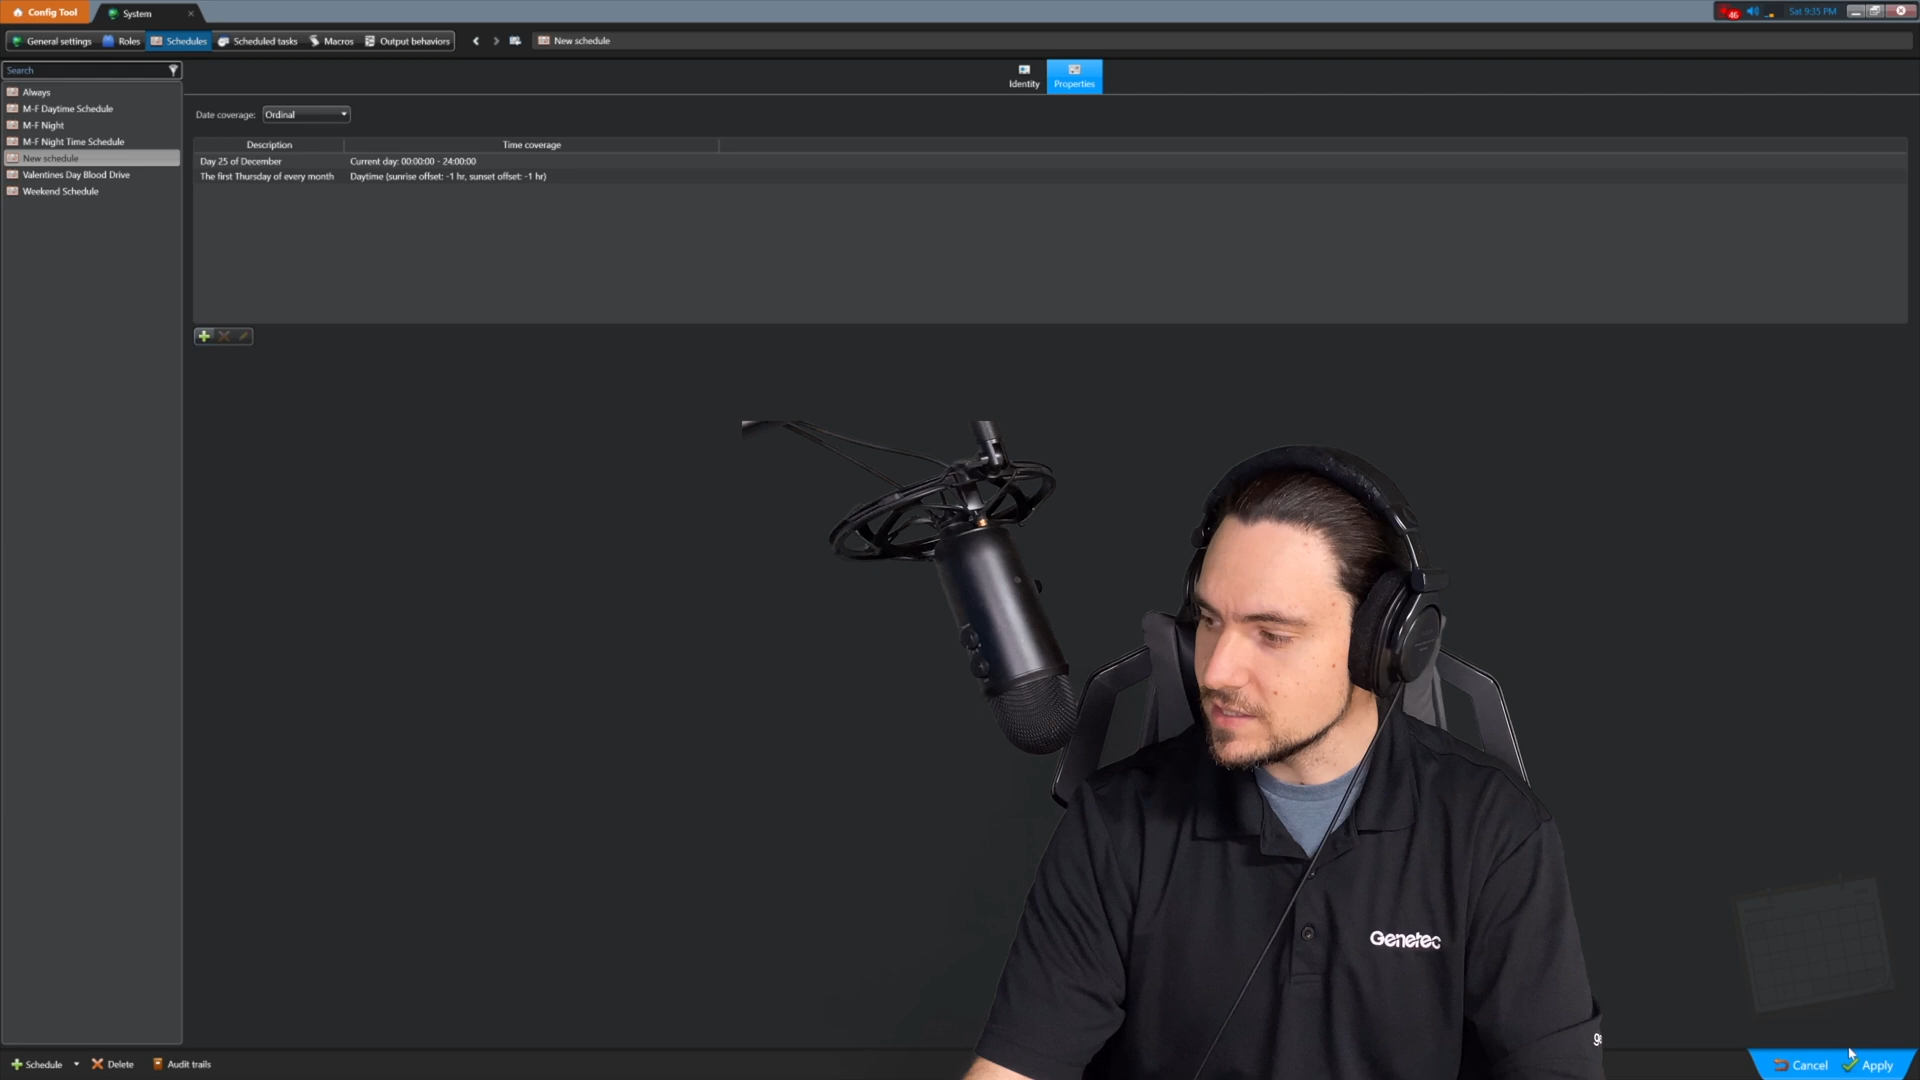 Config Tool
System
46
Sat 9:35 PM
General settings
Roles
Schedules
Scheduled tasks
Macros
Output behaviors
New schedule
Search
Always
M-F Daytime Schedule
M-F Night
M-F Night Time Schedule
New schedule
Valentines Day Blood Drive
Weekend Schedule
Identity
Properties
Date coverage:
Ordinal
Description
Time coverage
Day 25 of December
Current day: 00:00:00 - 24:00:00
The first Thursday of every month
Daytime (sunrise offset: -1 hr, sunset offset: -1 hr)
Genetec
Schedule
Delete
Audit trails
Cancel
Apply